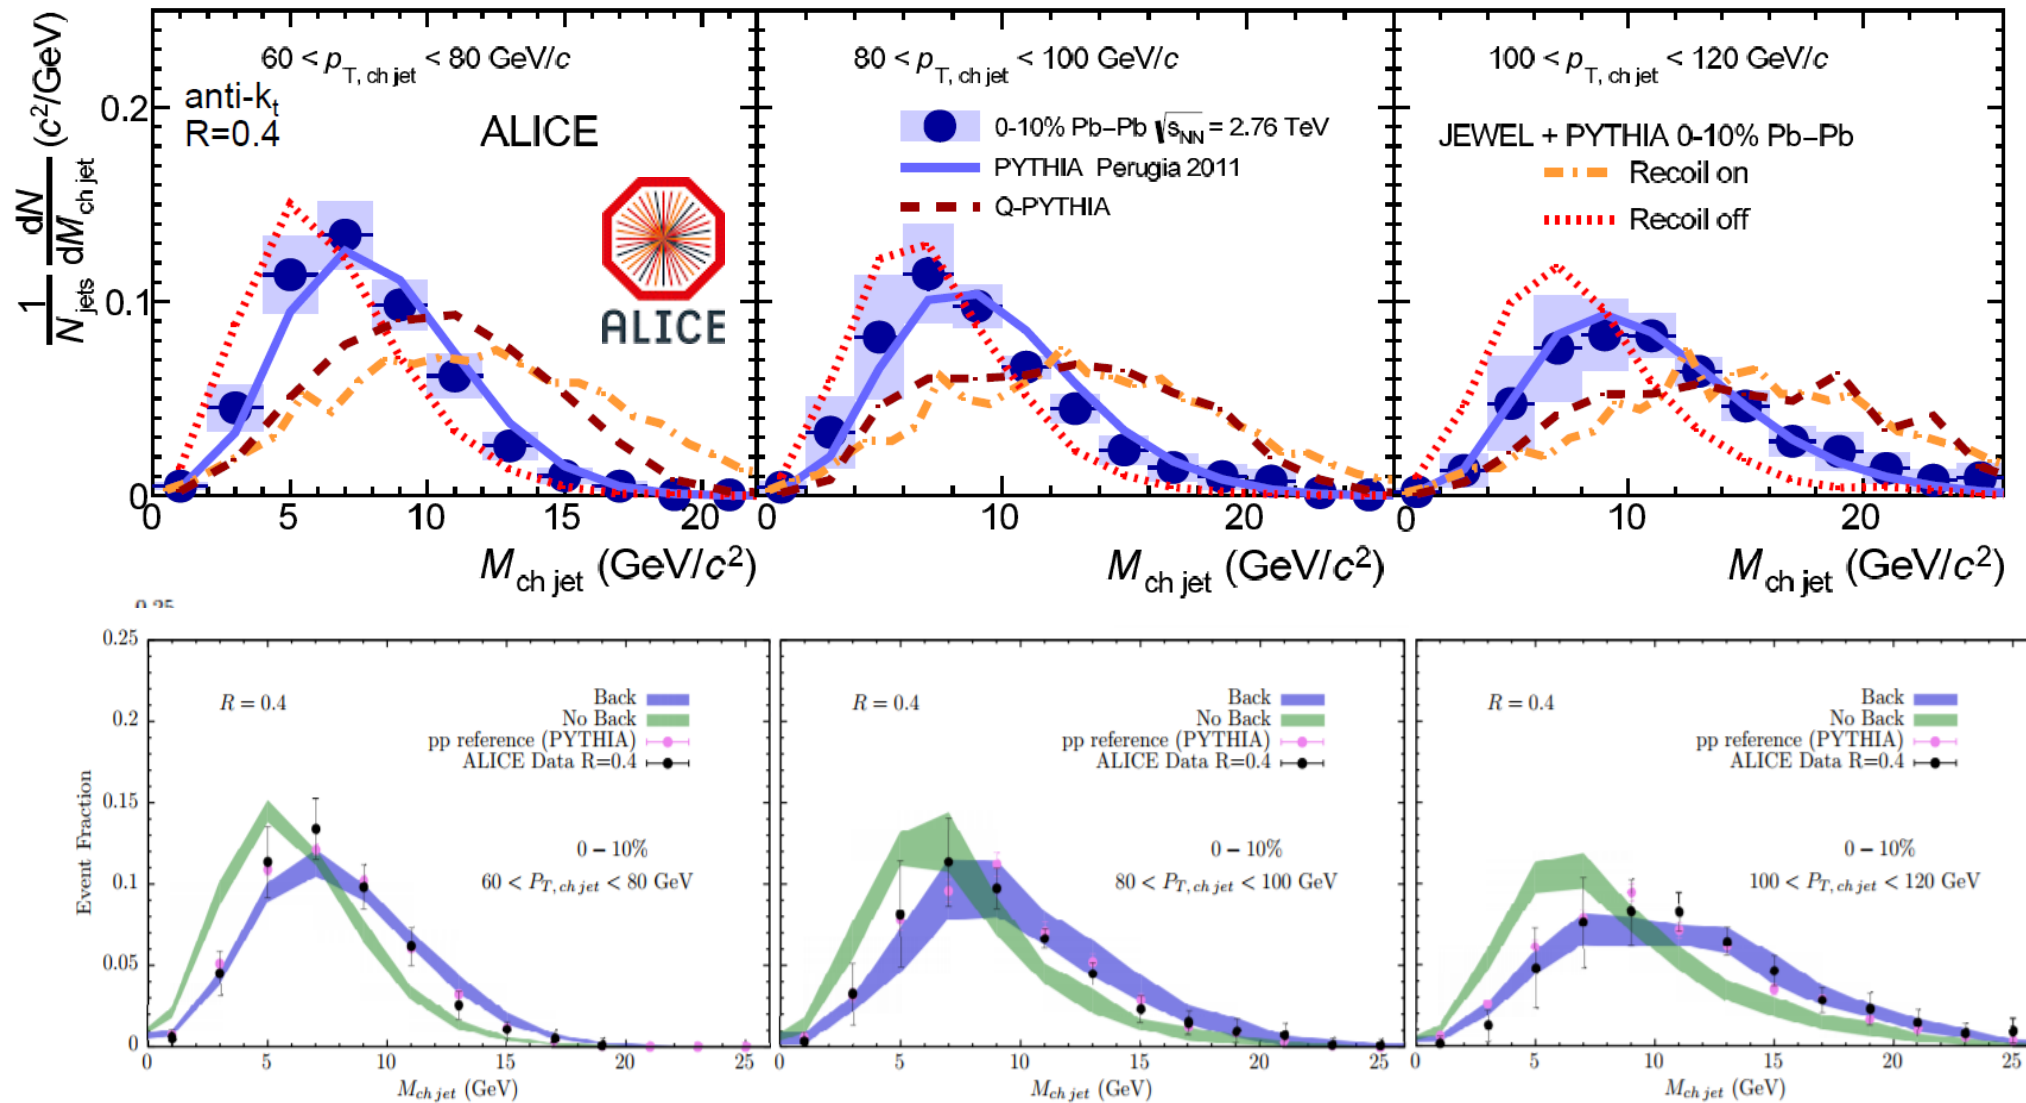 60 < p_T, ch jet < 80 GeV/c
80 < p_T, ch jet < 100 GeV/c
100 < p_T, ch jet < 120 GeV/c
anti-k_t
R=0.4
ALICE
ALICE
0-10% Pb–Pb √s_NN = 2.76 TeV
PYTHIA Perugia 2011
Q-PYTHIA
JEWEL + PYTHIA 0-10% Pb–Pb
Recoil on
Recoil off
1/N_jets dN/dM_ch jet (c²/GeV)
0.2
0.1
0
0 5 10 15 20
0 10 20
0 10 20
M_ch jet (GeV/c²)
M_ch jet (GeV/c²)
M_ch jet (GeV/c²)
0.25
0.25
0.2
0.15
0.1
0.05
0
Event Fraction
R = 0.4
Back
No Back
pp reference (PYTHIA)
ALICE Data R=0.4
0 – 10%
60 < P_T, ch jet < 80 GeV
0 5 10 15 20 25
M_ch jet (GeV)
R = 0.4
Back
No Back
pp reference (PYTHIA)
ALICE Data R=0.4
0 – 10%
80 < P_T, ch jet < 100 GeV
0 5 10 15 20 25
M_ch jet (GeV)
R = 0.4
Back
No Back
pp reference (PYTHIA)
ALICE Data R=0.4
0 – 10%
100 < P_T, ch jet < 120 GeV
0 5 10 15 20 25
M_ch jet (GeV)